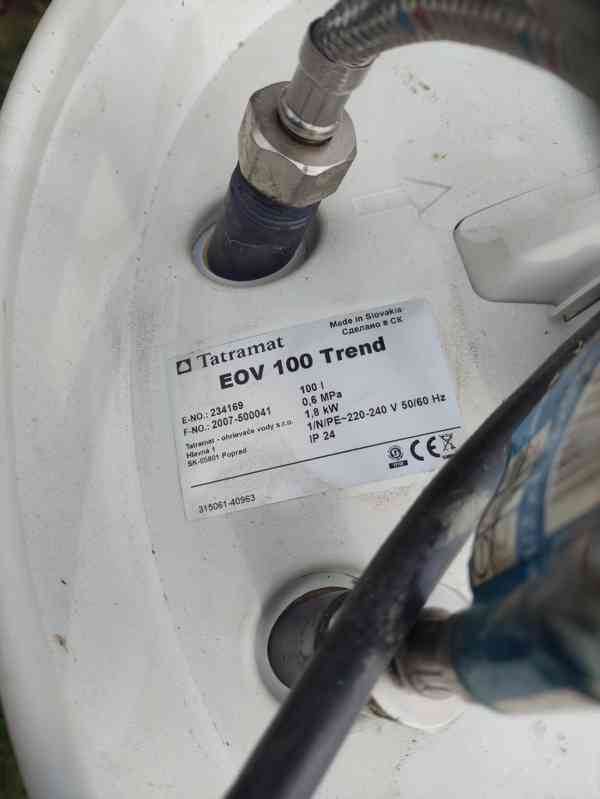 Made in Slovakia
Сделано в СК
Tatramat
EOV 100 Trend
E-NO.: 234169
F-NO.: 2007-500041
Tatramat - ohrievače vody s.r.o.
Hlavná 1
SK-05801 Poprad
100 l
0,6 MPa
1,8 kW
1/N/PE~220-240 V 50/60 Hz
IP 24
CE
315061-40963